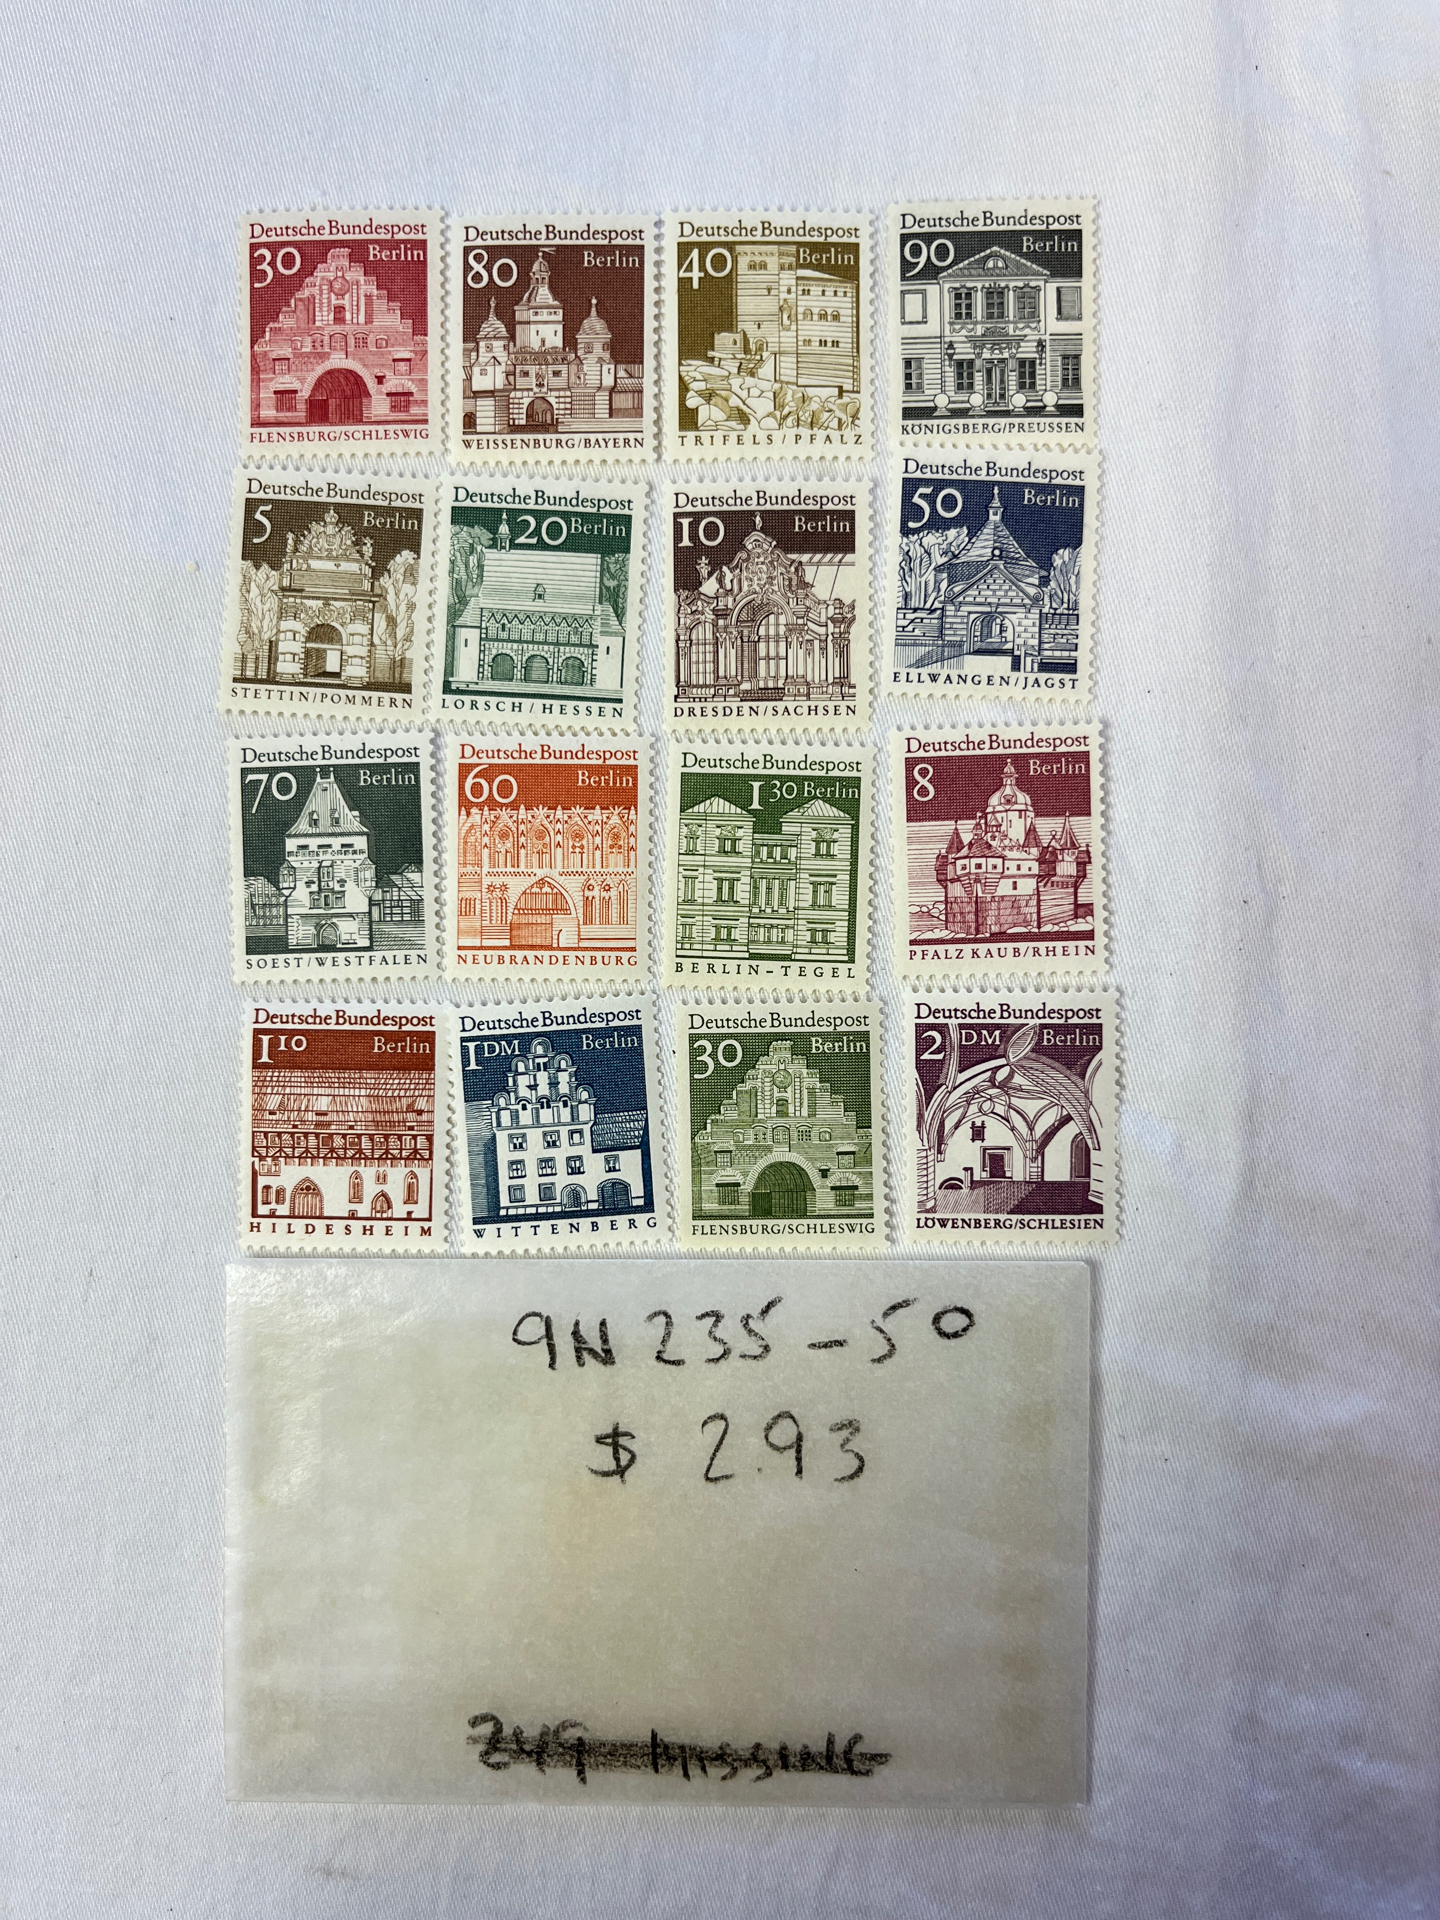 Deutsche Bundespost
30 Berlin
FLENSBURG/SCHLESWIG
Deutsche Bundespost
80 Berlin
WEISSENBURG/BAYERN
Deutsche Bundespost
40 Berlin
TRIFELS/PFALZ
Deutsche Bundespost
90 Berlin
KÖNIGSBERG/PREUSSEN
Deutsche Bundespost
5 Berlin
STETTIN/POMMERN
Deutsche Bundespost
20 Berlin
LORSCH/HESSEN
Deutsche Bundespost
10 Berlin
DRESDEN/SACHSEN
Deutsche Bundespost
50 Berlin
ELLWANGEN/JAGST
Deutsche Bundespost
70 Berlin
SOEST/WESTFALEN
Deutsche Bundespost
60 Berlin
NEUBRANDENBURG
Deutsche Bundespost
1 30 Berlin
BERLIN-TEGEL
Deutsche Bundespost
8 Berlin
PFALZ KAUB/RHEIN
Deutsche Bundespost
1 10 Berlin
HILDESHEIM
Deutsche Bundespost
1 DM Berlin
WITTENBERG
Deutsche Bundespost
30 Berlin
FLENSBURG/SCHLESWIG
Deutsche Bundespost
2 DM Berlin
LÖWENBERG/SCHLESIEN
9N 235-50
$ 2.93
249 MISSING